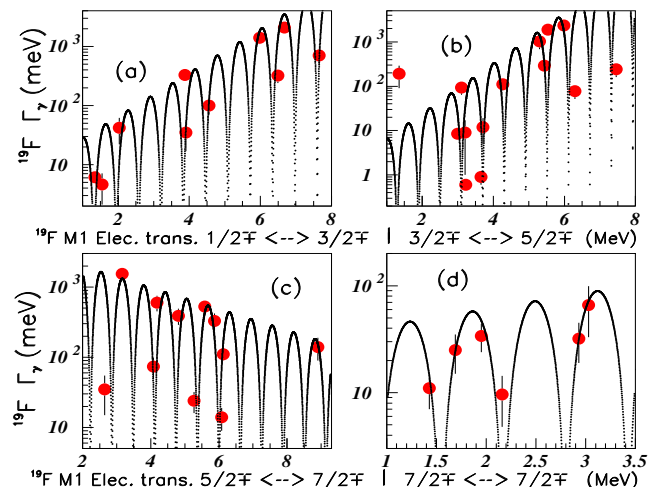 10³ (a) 10³ (b)
10² 10²
10 10
1
¹⁹F Γγ (meV)
2 4 6 8 2 4 6 8
¹⁹F M1 Elec. trans. 1/2∓ <--> 3/2∓ | 3/2∓ <--> 5/2∓ (MeV)
10³ (c) (d)
10² 10²
10 10
¹⁹F Γγ (meV)
2 4 6 8 1 1.5 2 2.5 3 3.5
¹⁹F M1 Elec. trans. 5/2∓ <--> 7/2∓ | 7/2∓ <--> 7/2∓ (MeV)